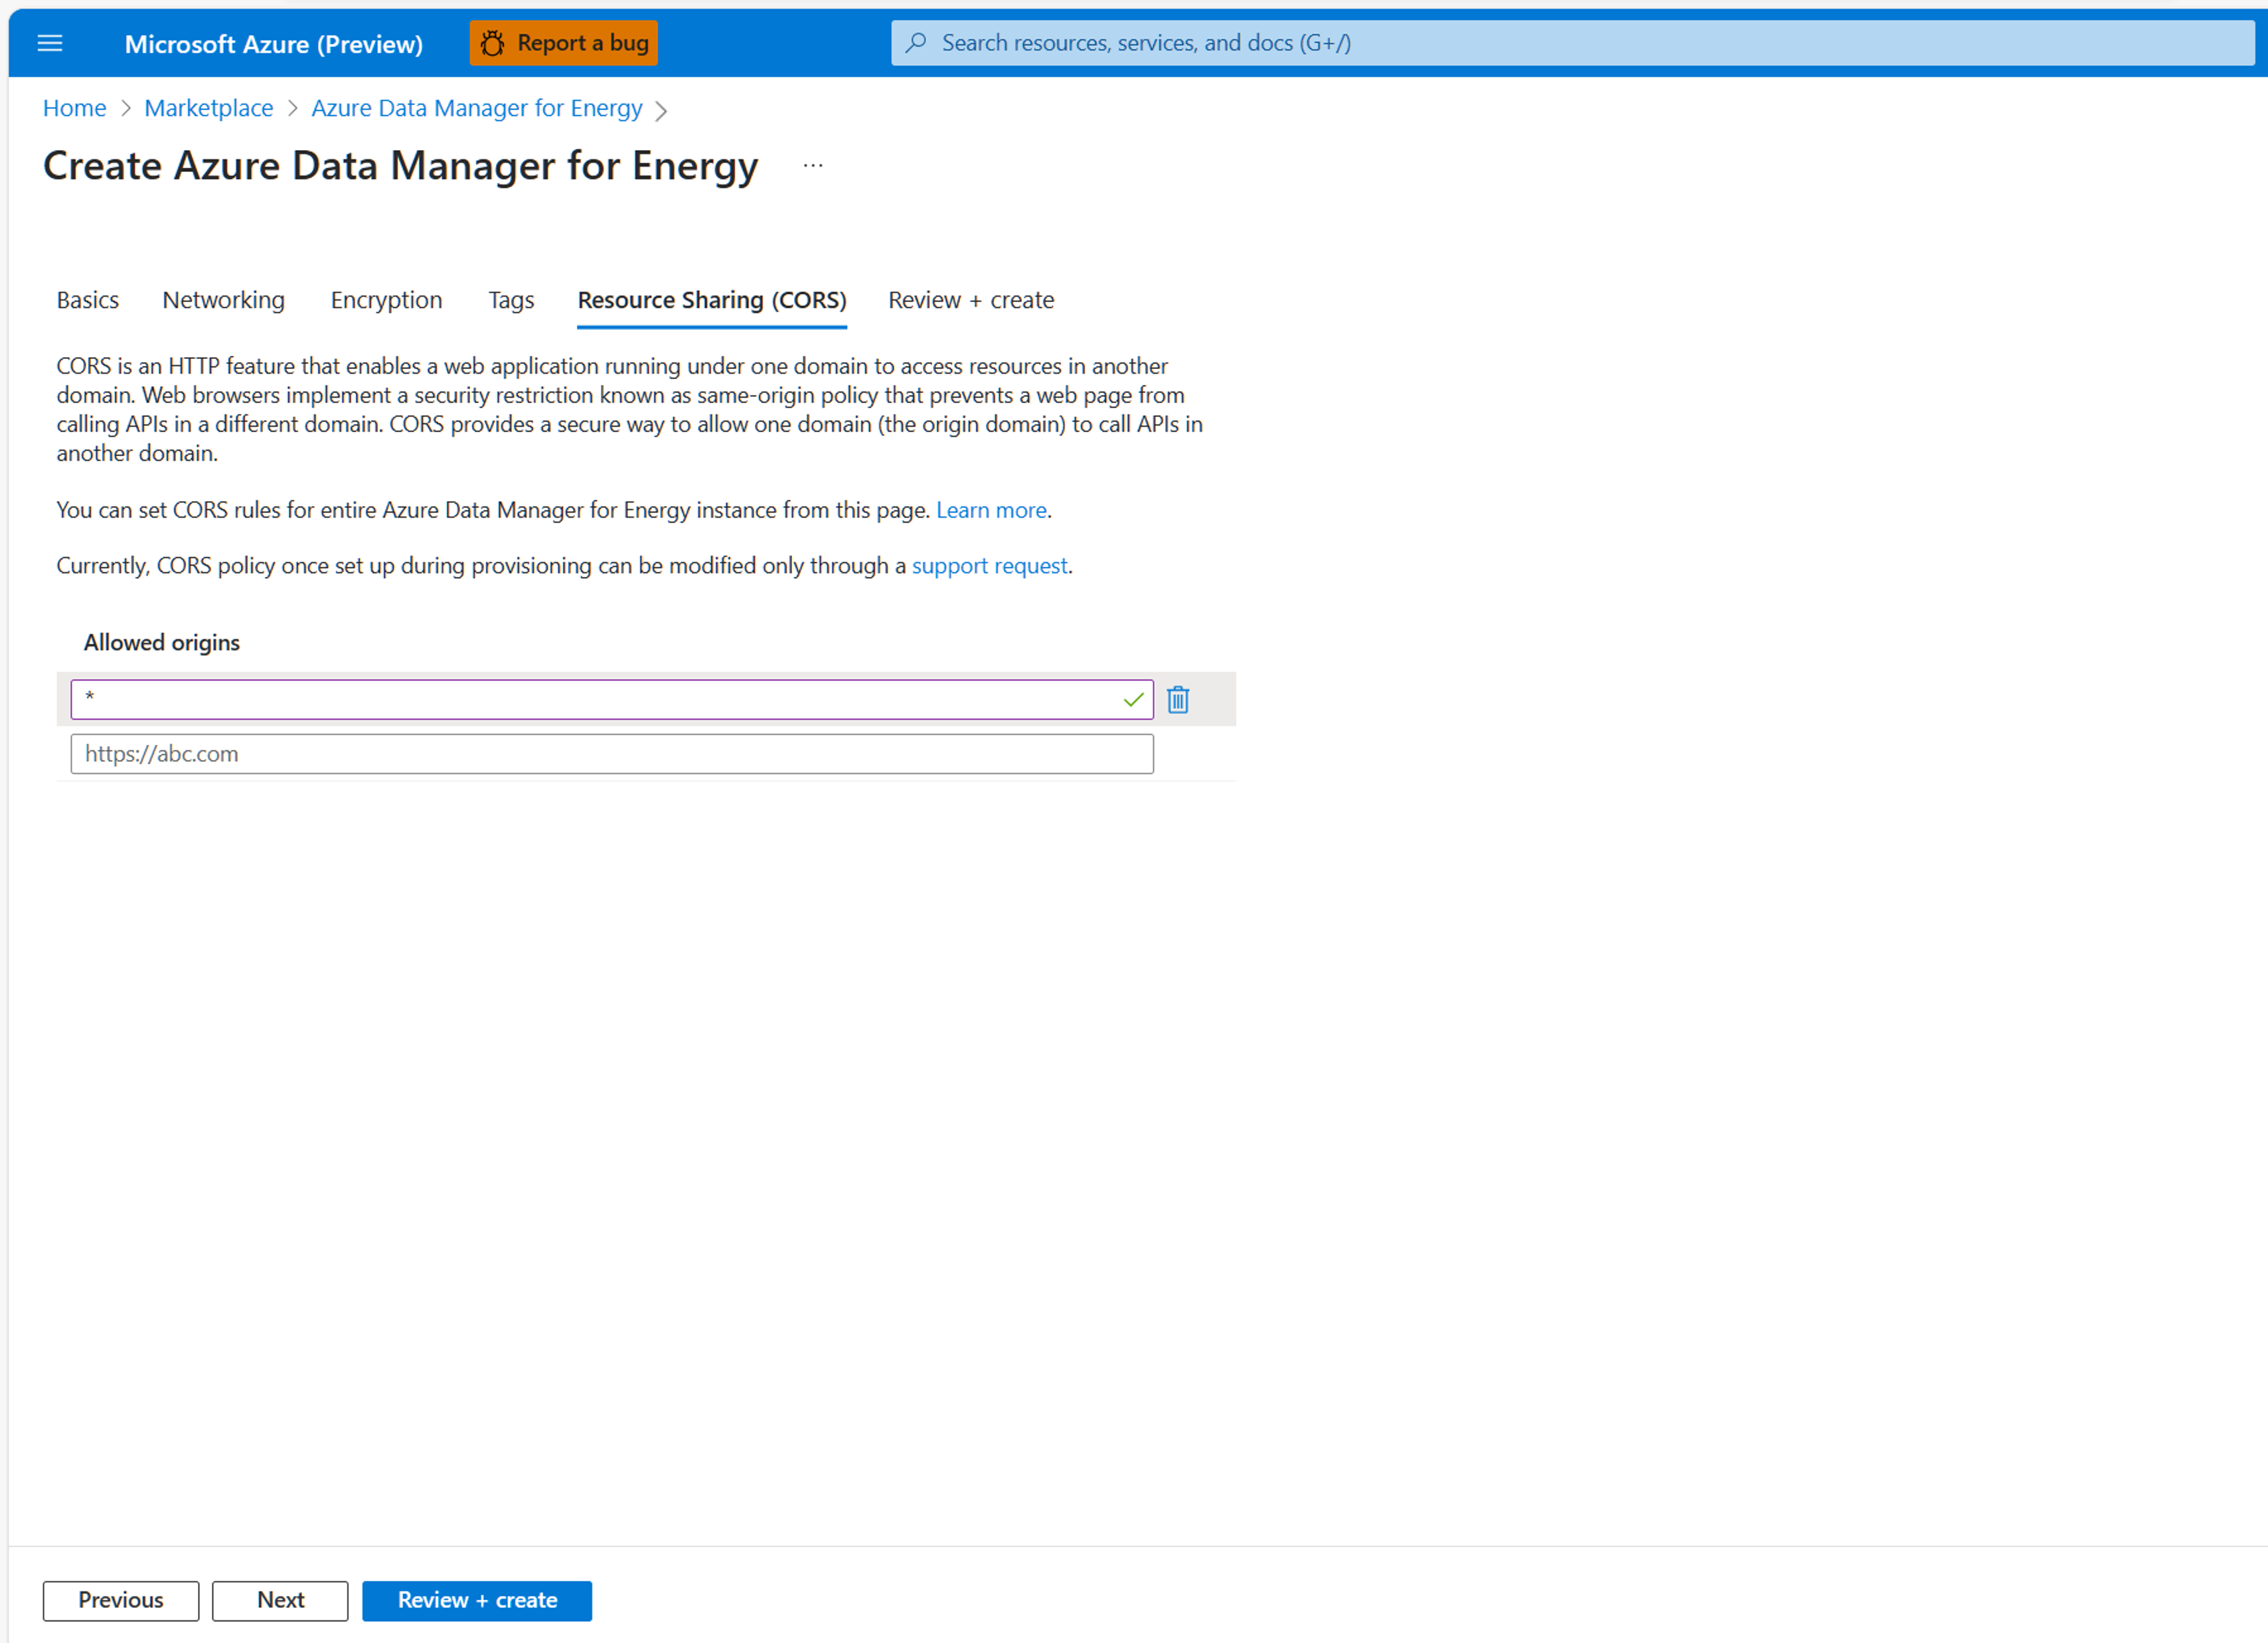 Microsoft Azure (Preview)
Report a bug
Search resources, services, and docs (G+/)
Home > Marketplace > Azure Data Manager for Energy >
Create Azure Data Manager for Energy ...
Basics Networking Encryption Tags Resource Sharing (CORS) Review + create
CORS is an HTTP feature that enables a web application running under one domain to access resources in another
domain. Web browsers implement a security restriction known as same-origin policy that prevents a web page from
calling APIs in a different domain. CORS provides a secure way to allow one domain (the origin domain) to call APIs in
another domain.
You can set CORS rules for entire Azure Data Manager for Energy instance from this page. Learn more.
Currently, CORS policy once set up during provisioning can be modified only through a support request.
Allowed origins
*
https://abc.com
Previous Next Review + create